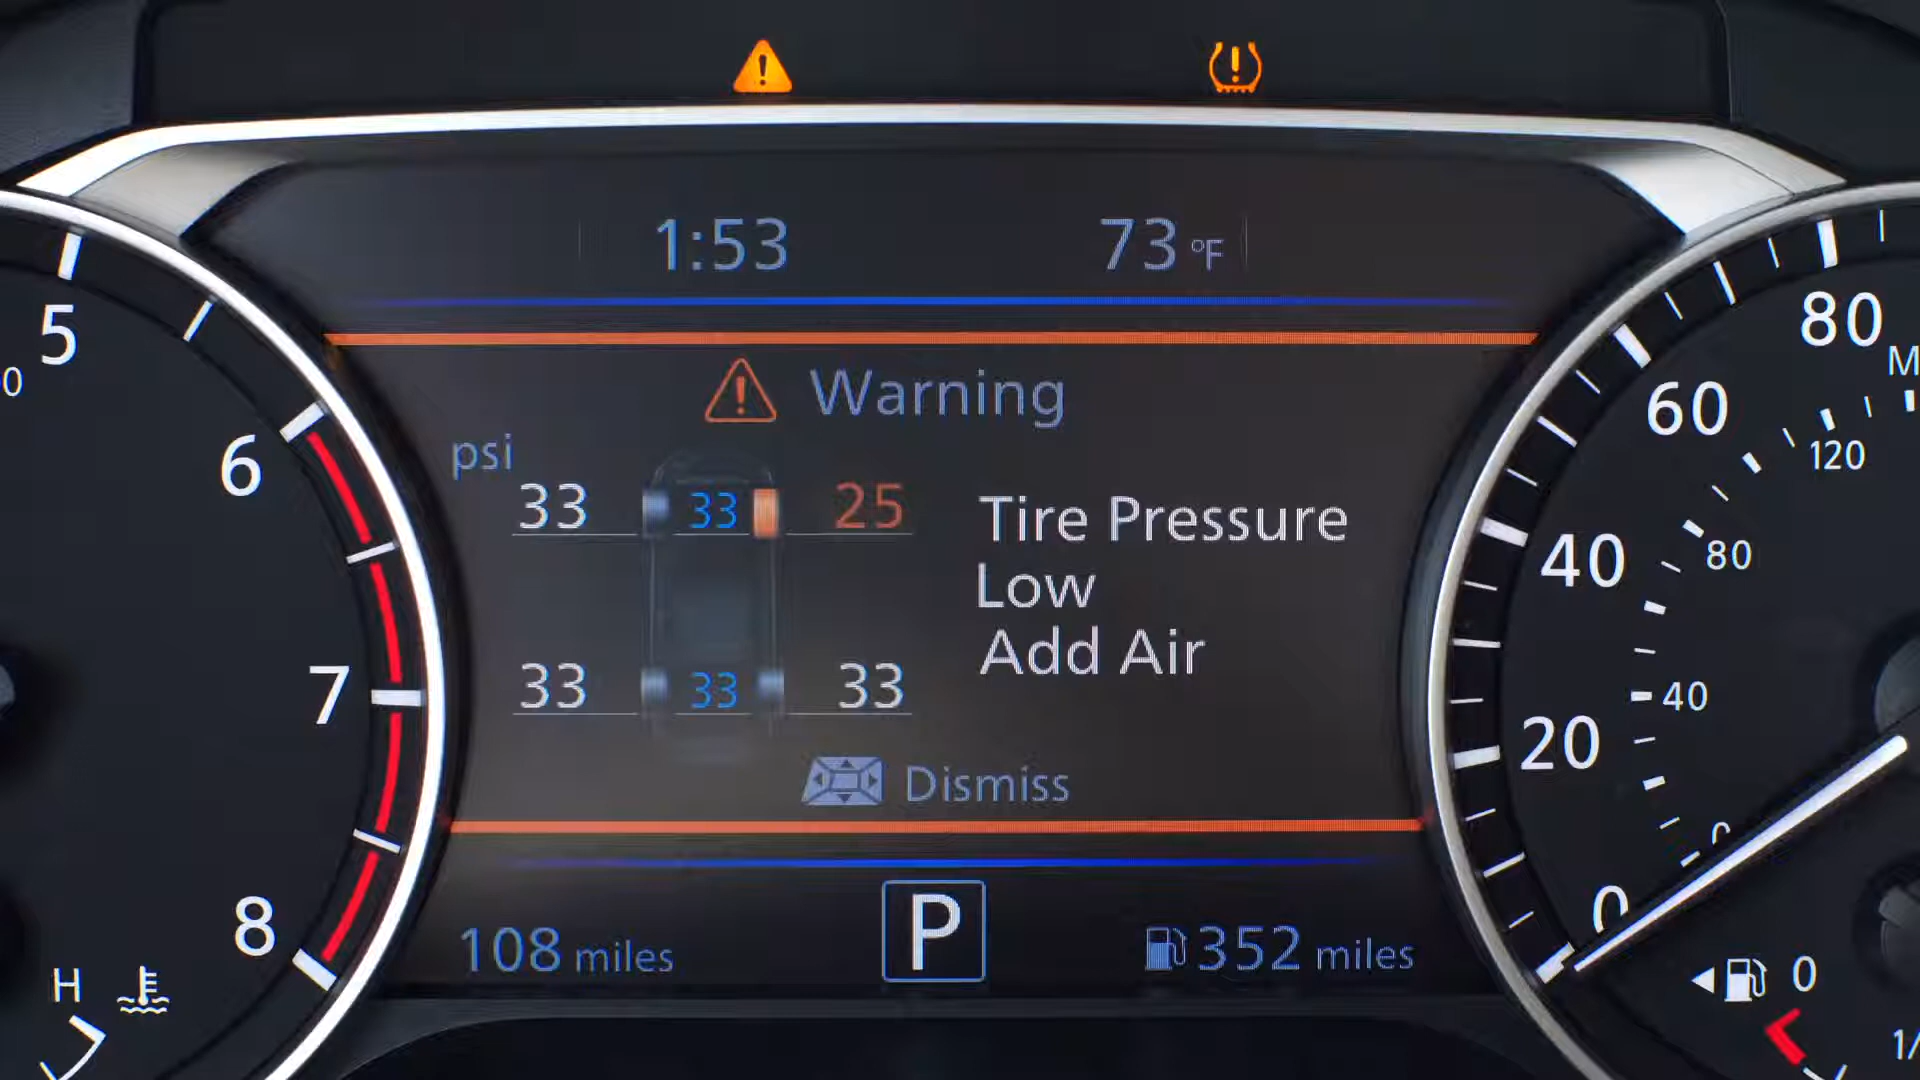 1:53 73 °F
Warning
psi
33 33 25
Tire Pressure
Low
Add Air
33 33 33
Dismiss
108 miles P 352 miles
5
6
7
8
H
80
60
40
20
0
120
80
40
0